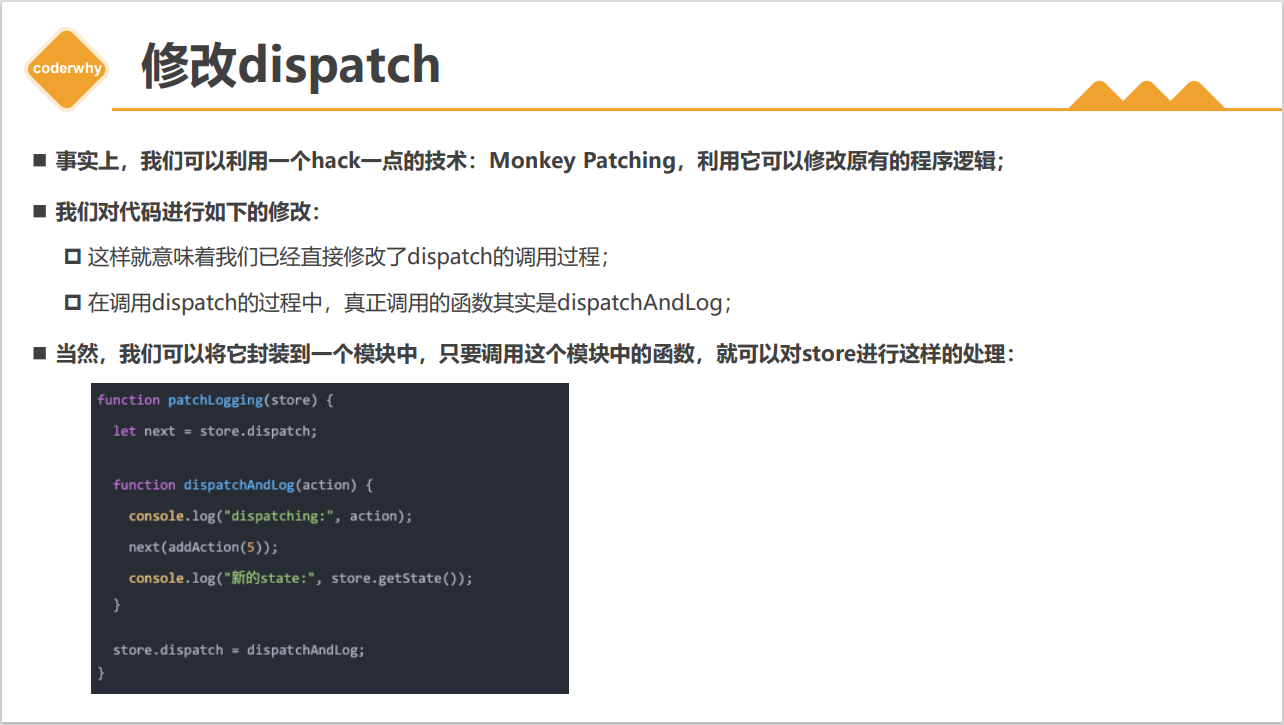 coderwhy
修改dispatch
事实上，我们可以利用一个hack一点的技术：Monkey Patching，利用它可以修改原有的程序逻辑；
我们对代码进行如下的修改：
这样就意味着我们已经直接修改了dispatch的调用过程；
在调用dispatch的过程中，真正调用的函数其实是dispatchAndLog；
当然，我们可以将它封装到一个模块中，只要调用这个模块中的函数，就可以对store进行这样的处理：
function patchLogging(store) {
  let next = store.dispatch;
  function dispatchAndLog(action) {
    console.log("dispatching:", action);
    next(addAction(5));
    console.log("新的state:", store.getState());
  }
  store.dispatch = dispatchAndLog;
}